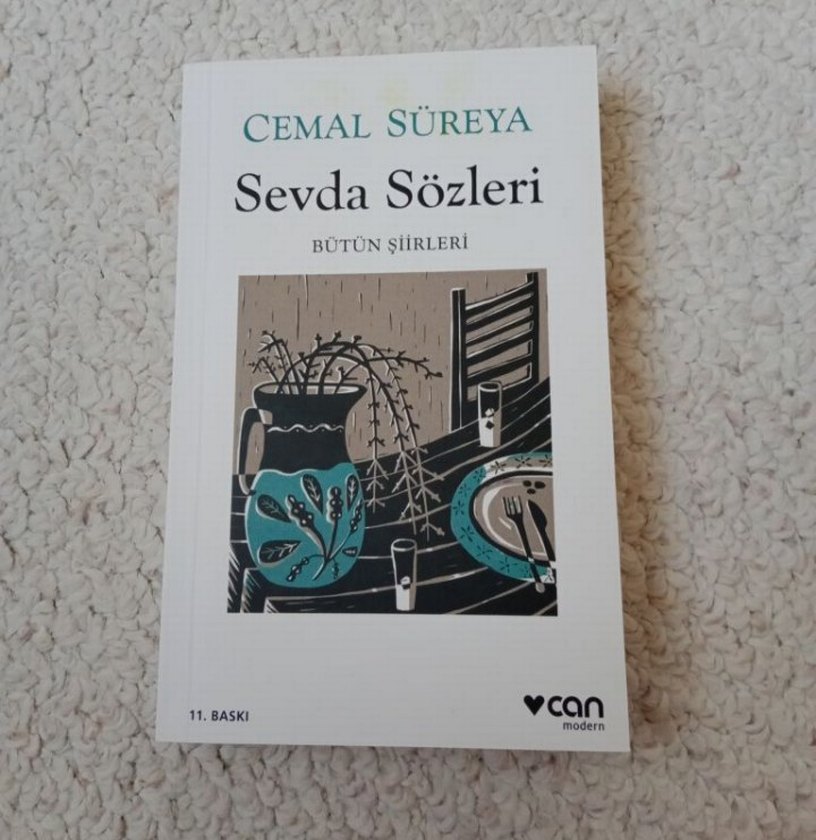 CEMAL SÜREYA
Sevda Sözleri
BÜTÜN ŞİİRLERİ
11. BASKI
can
modern